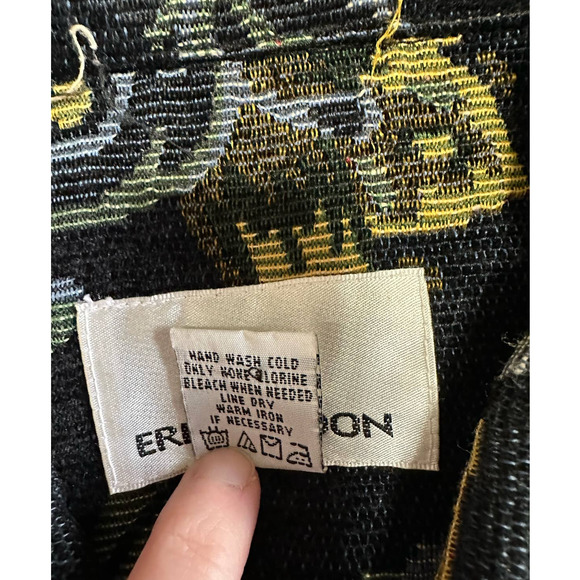 HAND WASH COLD
ONLY NON-CHLORINE
BLEACH WHEN NEEDED
LINE DRY
WARM IRON
IF NECESSARY